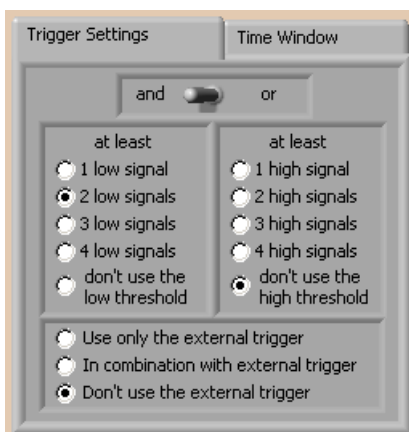 Trigger Settings
Time Window
and or
at least
1 low signal
2 low signals
3 low signals
4 low signals
don't use the
low threshold
at least
1 high signal
2 high signals
3 high signals
4 high signals
don't use the
high threshold
Use only the external trigger
In combination with external trigger
Don't use the external trigger